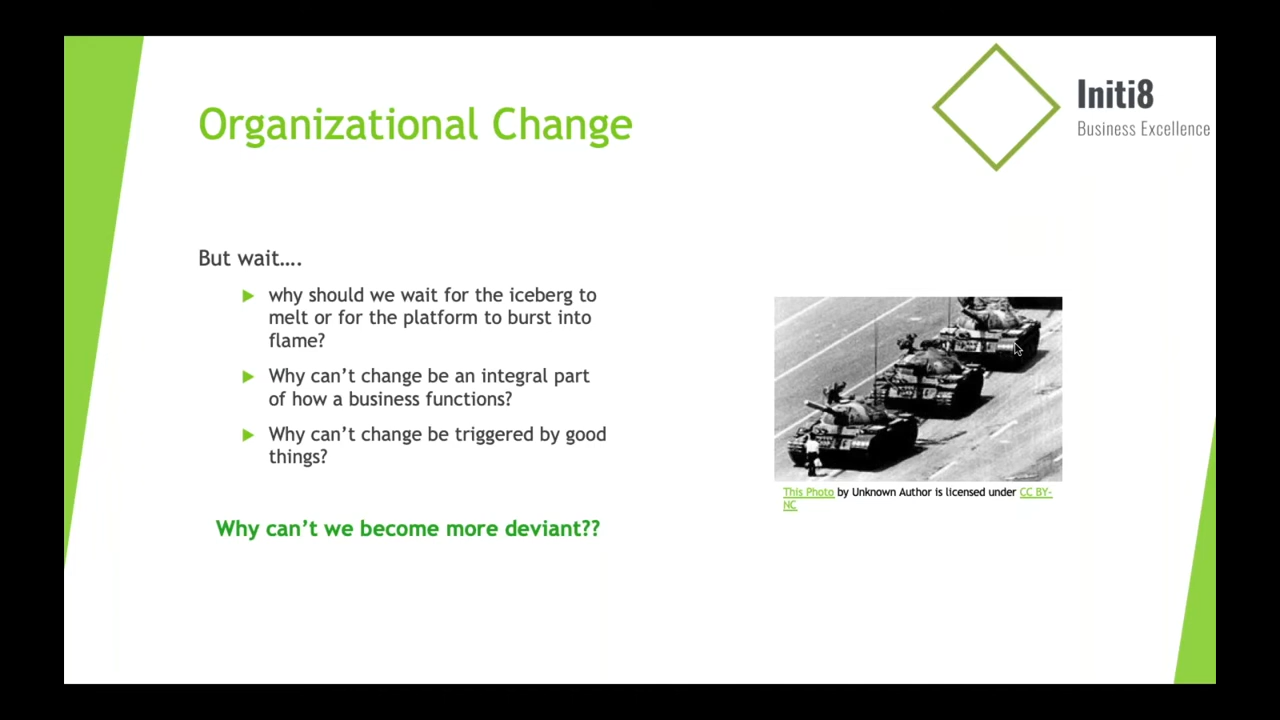 Organizational Change
Initi8
Business Excellence
But wait....
why should we wait for the iceberg to
melt or for the platform to burst into
flame?
Why can't change be an integral part
of how a business functions?
Why can't change be triggered by good
things?
Why can't we become more deviant??
This Photo by Unknown Author is licensed under CC BY-
NC